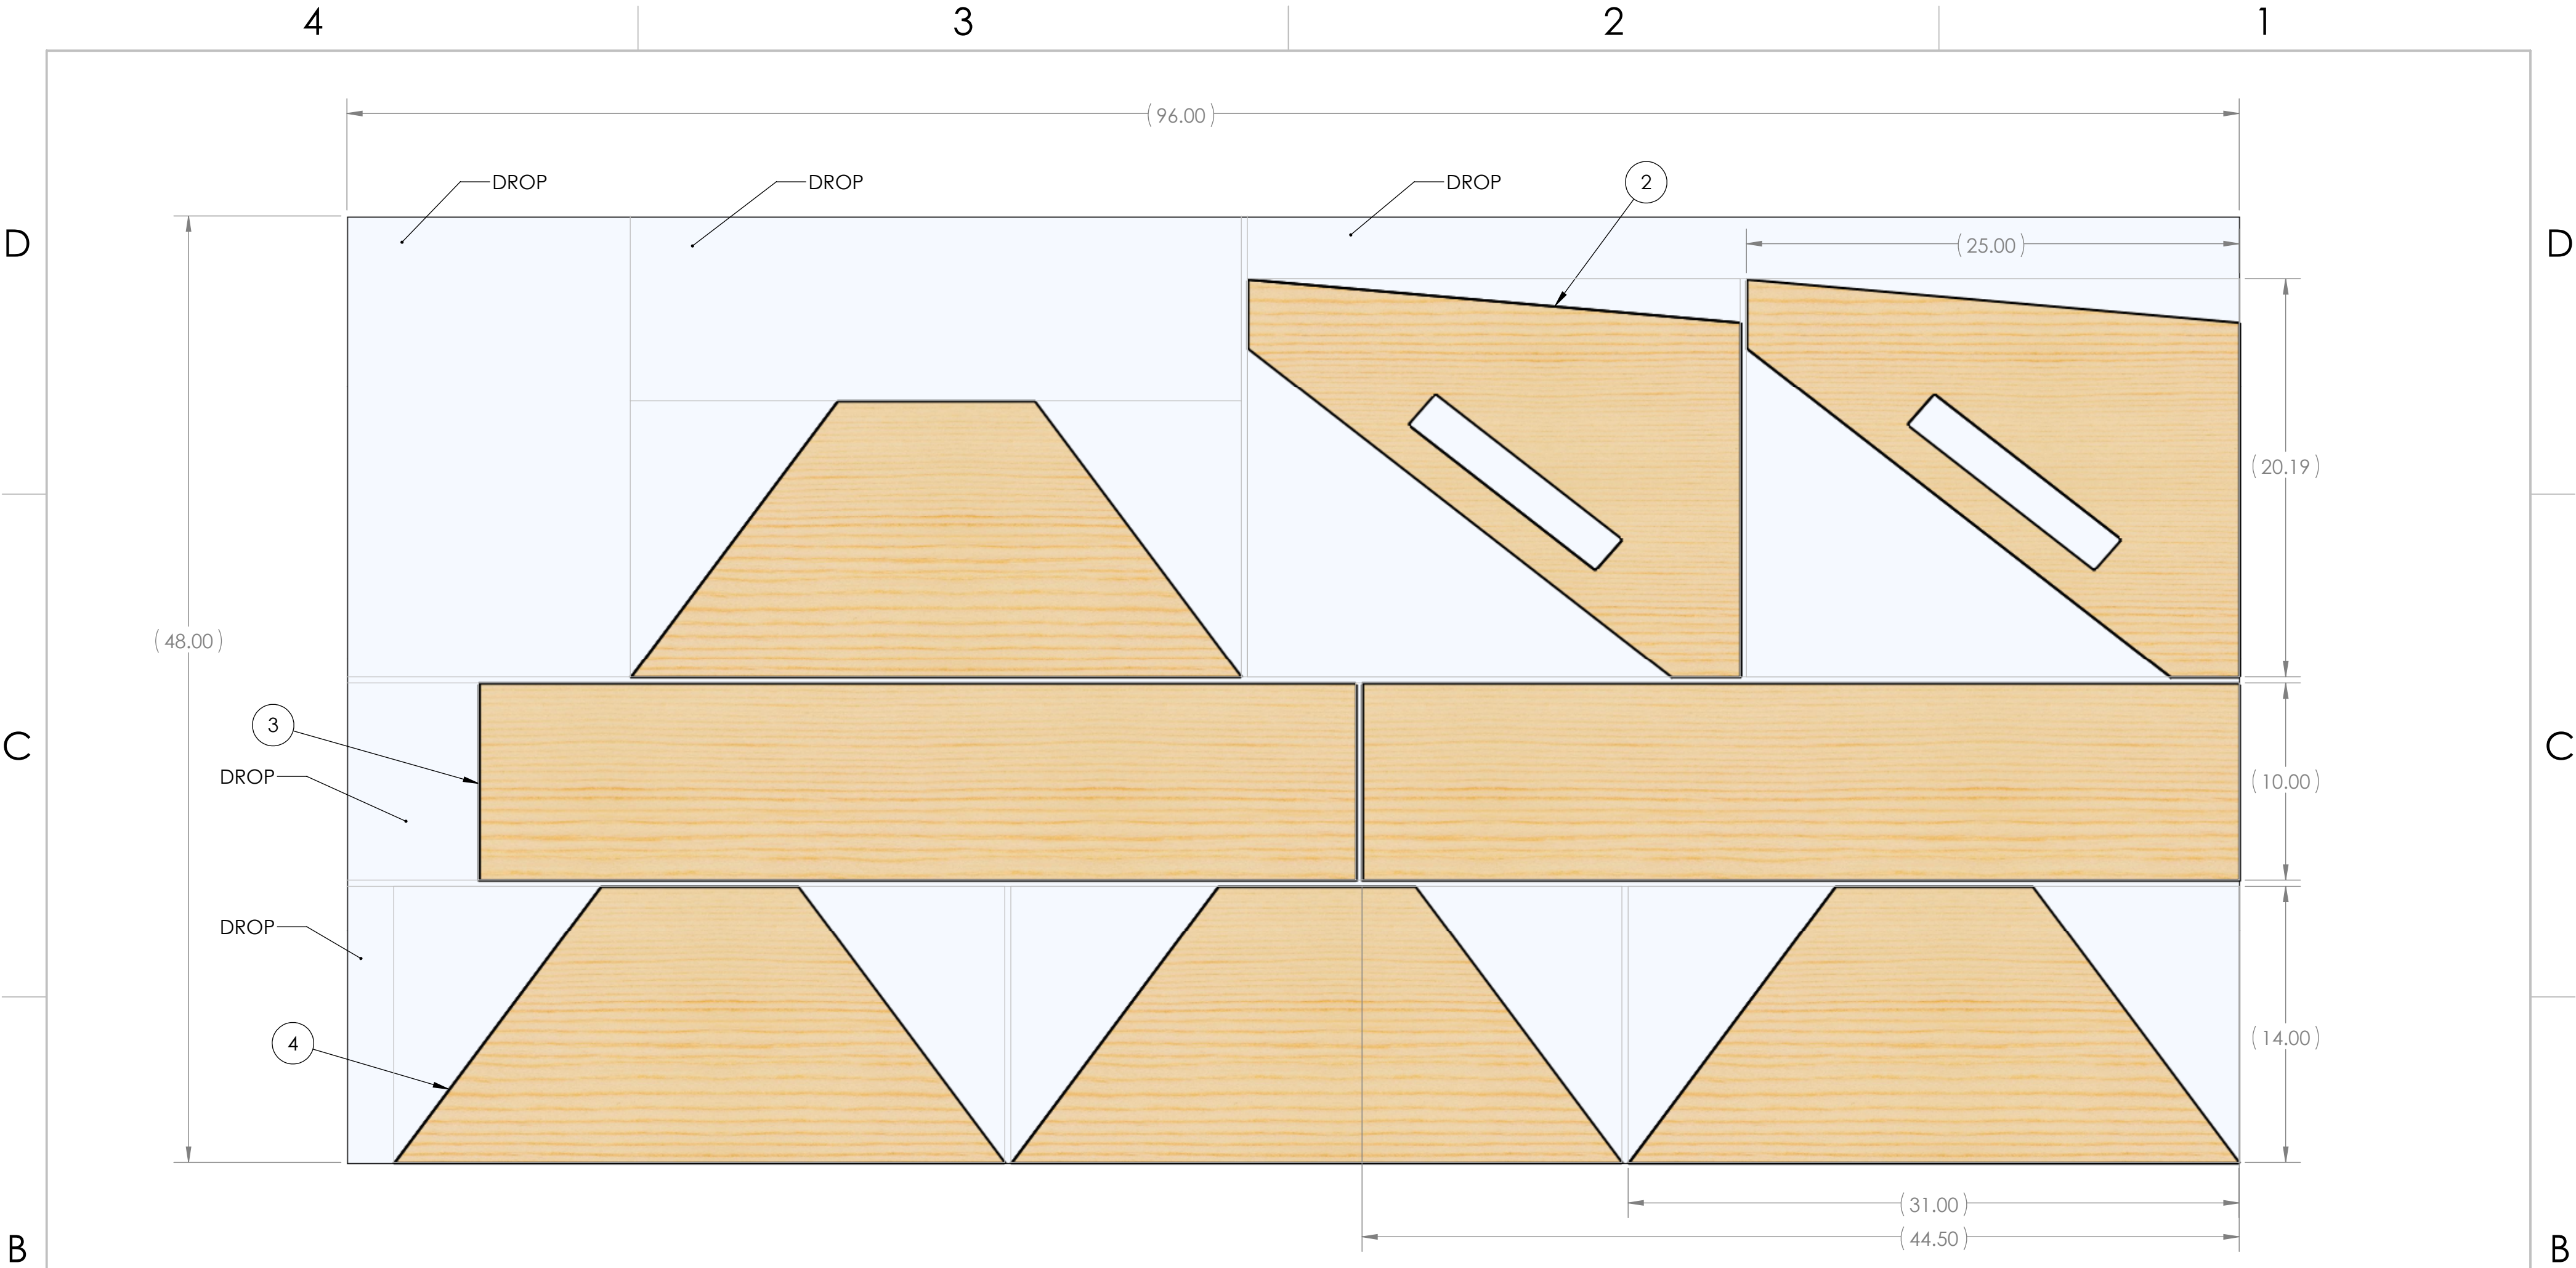 4 3 2 1
( 96.00 )
DROP DROP DROP 2
D D
( 25.00 )
( 20.19 )
( 48.00 )
3
C C
DROP
( 10.00 )
DROP
4
( 14.00 )
( 31.00 )
( 44.50 )
B B